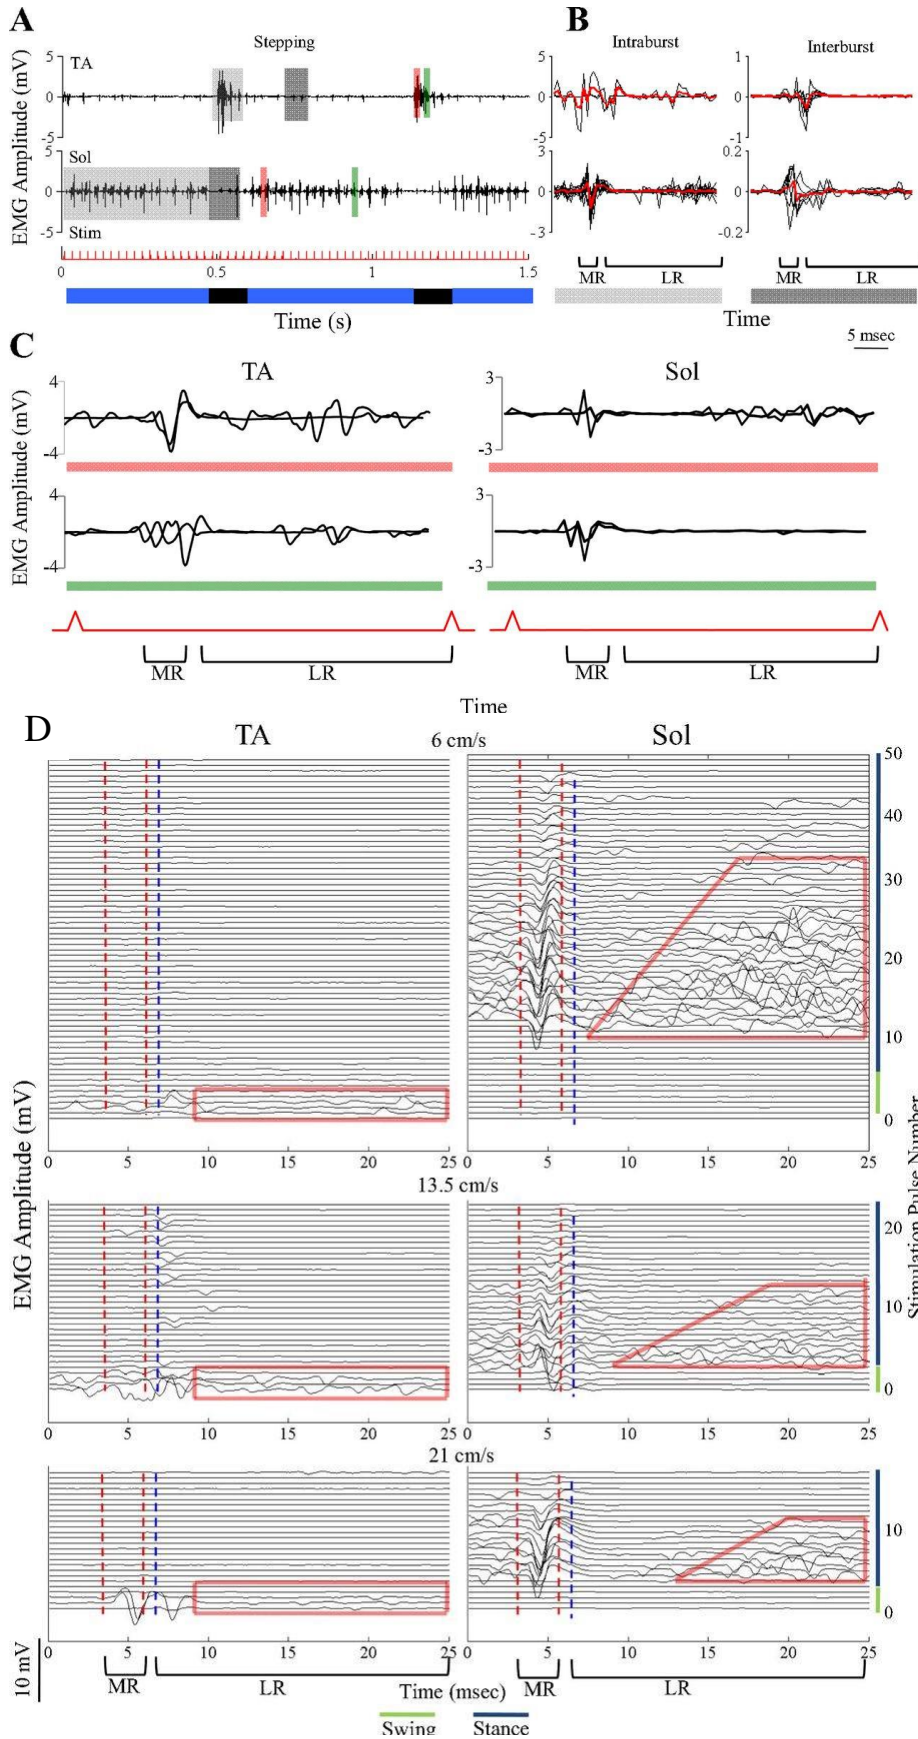 A
B
Stepping
Intraburst
Interburst
EMG Amplitude (mV)
5
TA
0
-5
5
Sol
0
-5
Stim
0
0.5
1
1.5
Time (s)
5
0
-5
1
0
-1
3
0
-3
0.2
0
-0.2
MR
LR
MR
LR
Time
5 msec
C
TA
Sol
EMG Amplitude (mV)
4
-4
3
-3
4
-4
3
-3
MR
LR
MR
LR
Time
D
TA
6 cm/s
Sol
50
40
30
20
10
0
0 5 10 15 20 25
0 5 10 15 20 25
13.5 cm/s
EMG Amplitude (mV)
Stimulation Pulse Number
20
10
0
0 5 10 15 20 25
0 5 10 15 20 25
21 cm/s
10
0
5 10 15 20 25
0 5 10 15 20 25
10 mV
MR
LR
Time (msec)
MR
LR
Swing
Stance